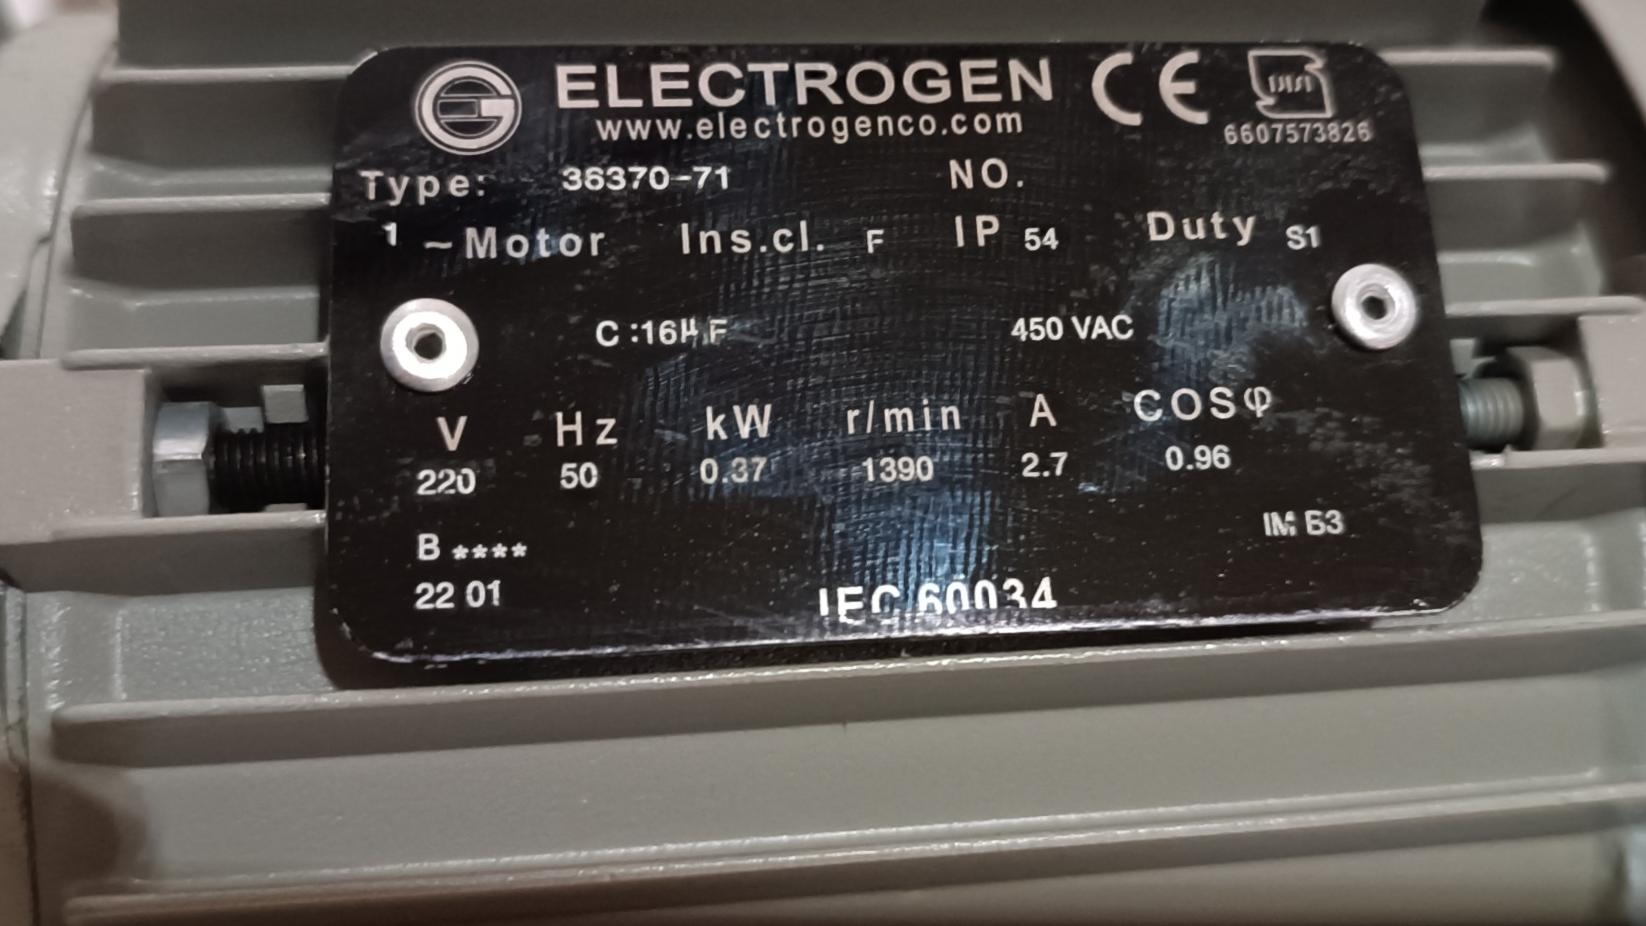 ELECTROGEN CE
www.electrogenco.com 6607573826
Type: 36370-71 NO.
1 ~ Motor Ins.cl. F IP 54 Duty S1
C :16µF 450 VAC
V Hz kW r/min A COSφ
220 50 0.37 1390 2.7 0.96
B **** IM B3
22 01 IEC 60034